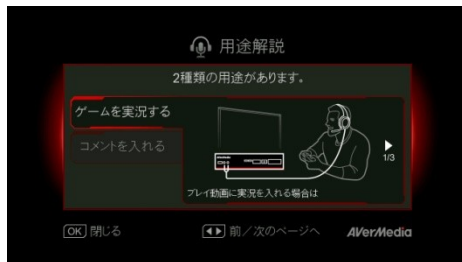 用途解説
2種類の用途があります。
ゲームを実況する
コメントを入れる
1/3
プレイ動画に実況を入れる場合は
OK 閉じる
前／次のページへ
AVerMedia